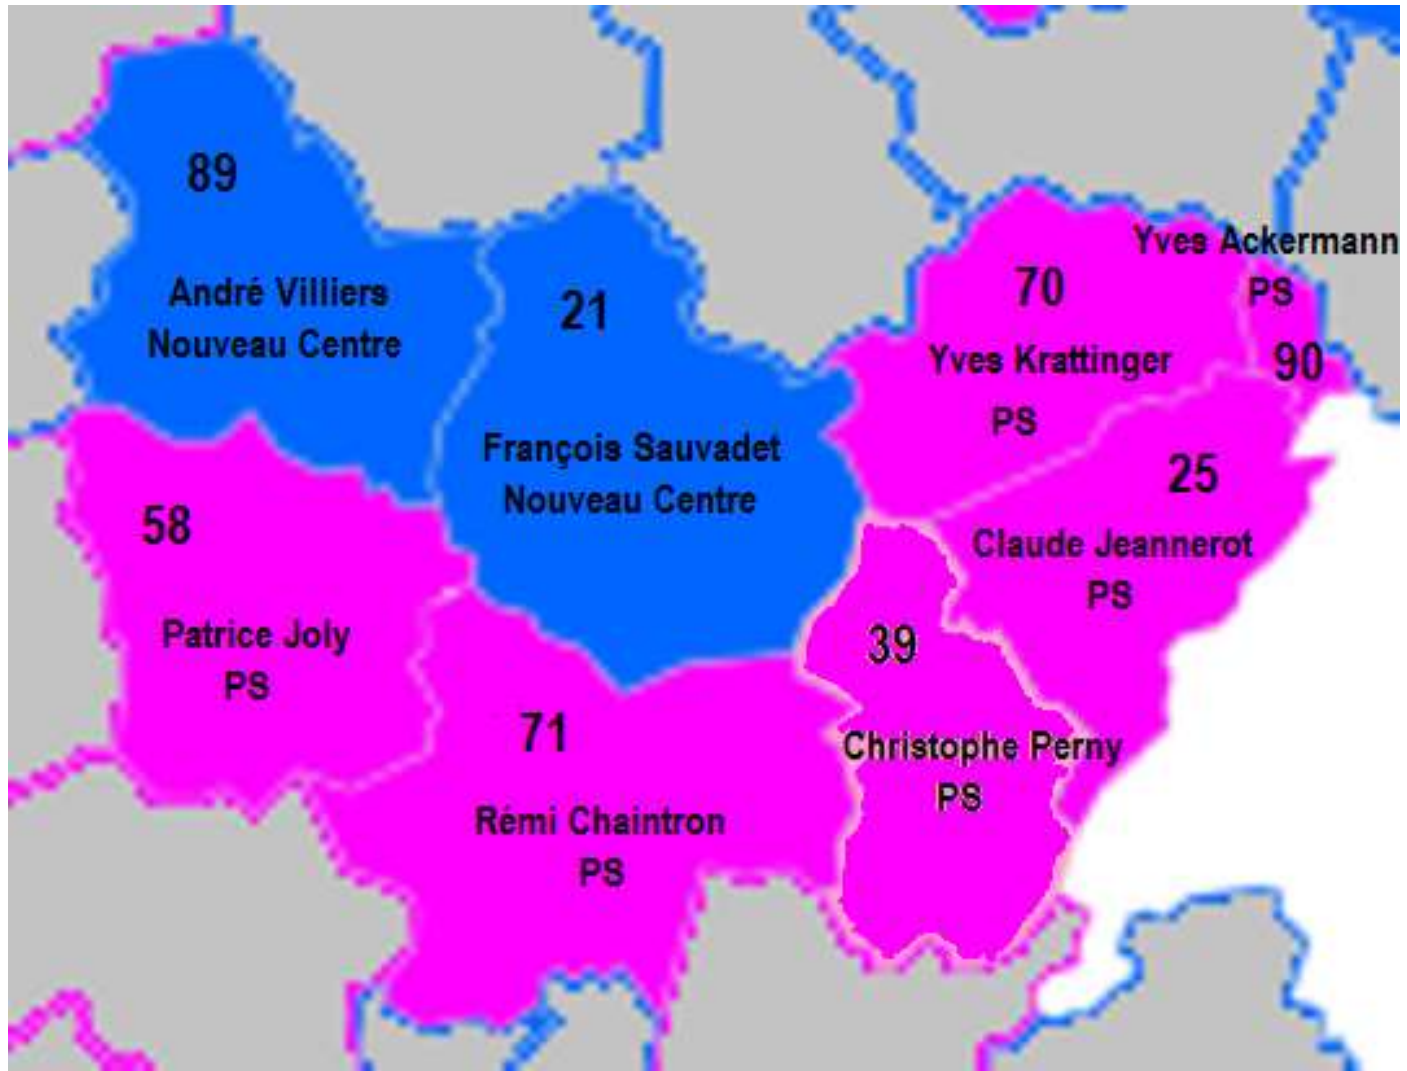 89
André Villiers
Nouveau Centre
21
François Sauvadet
Nouveau Centre
70
Yves Krattinger
PS
Yves Ackermann
PS
90
25
Claude Jeannerot
PS
58
Patrice Joly
PS
71
Rémi Chaintron
PS
39
Christophe Perny
PS